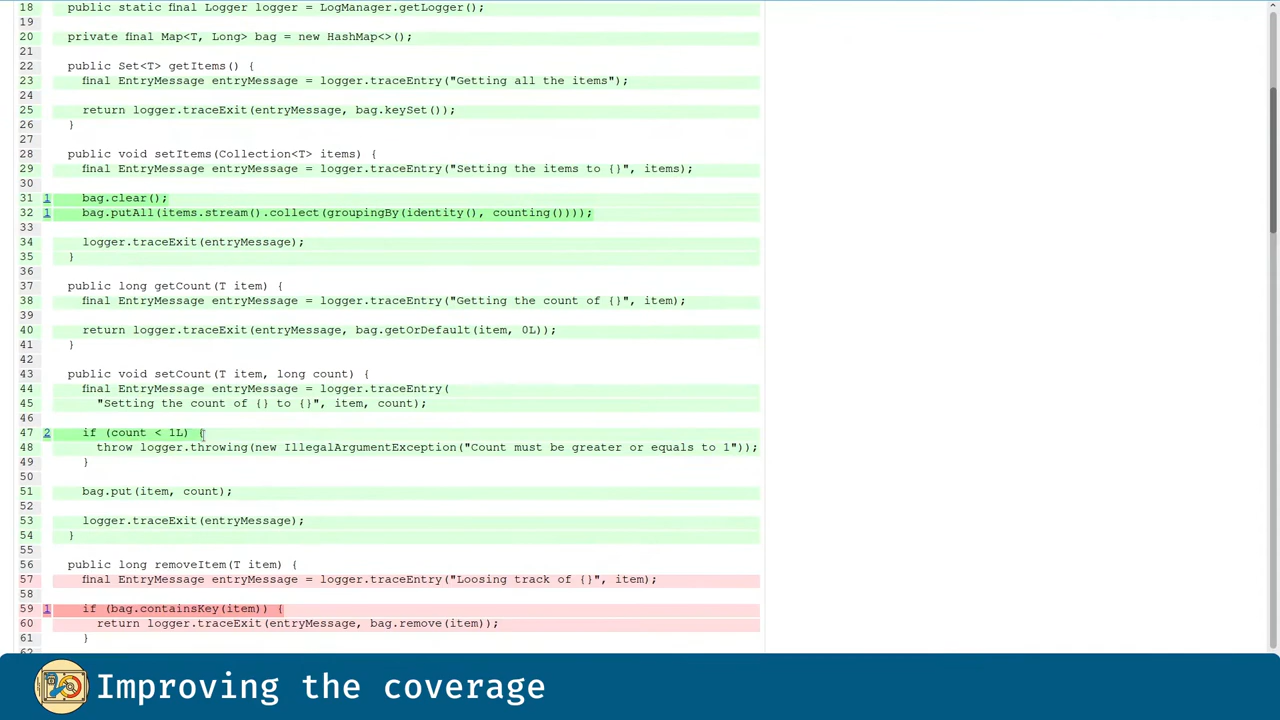 18 public static final Logger logger = LogManager.getLogger();
19
20 private final Map<T, Long> bag = new HashMap<>();
21
22 public Set<T> getItems() {
23 final EntryMessage entryMessage = logger.traceEntry("Getting all the items");
24
25 return logger.traceExit(entryMessage, bag.keySet());
26 }
27
28 public void setItems(Collection<T> items) {
29 final EntryMessage entryMessage = logger.traceEntry("Setting the items to {}", items);
30
31 1 bag.clear();
32 1 bag.putAll(items.stream().collect(groupingBy(identity(), counting())));
33
34 logger.traceExit(entryMessage);
35 }
36
37 public long getCount(T item) {
38 final EntryMessage entryMessage = logger.traceEntry("Getting the count of {}", item);
39
40 return logger.traceExit(entryMessage, bag.getOrDefault(item, 0L));
41 }
42
43 public void setCount(T item, long count) {
44 final EntryMessage entryMessage = logger.traceEntry(
45 "Setting the count of {} to {}", item, count);
46
47 2 if (count < 1L) {
48 throw logger.throwing(new IllegalArgumentException("Count must be greater or equals to 1"));
49 }
50
51 bag.put(item, count);
52
53 logger.traceExit(entryMessage);
54 }
55
56 public long removeItem(T item) {
57 final EntryMessage entryMessage = logger.traceEntry("Loosing track of {}", item);
58
59 1 if (bag.containsKey(item)) {
60 return logger.traceExit(entryMessage, bag.remove(item));
61 }
62
Improving the coverage